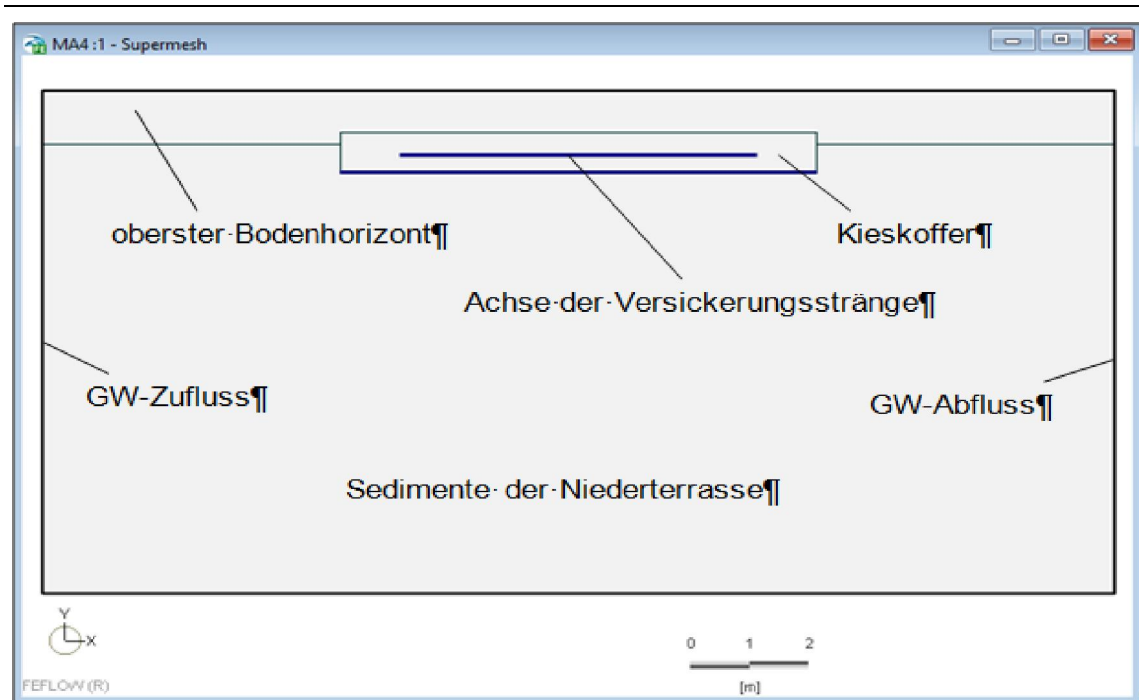 MA4 :1 - Supermesh
oberster·Bodenhorizont¶
Kieskoffer¶
Achse·der·Versickerungsstränge¶
GW-Zufluss¶
GW-Abfluss¶
Sedimente·der·Niederterrasse¶
Y
X
0 1 2
[m]
FEFLOW (R)